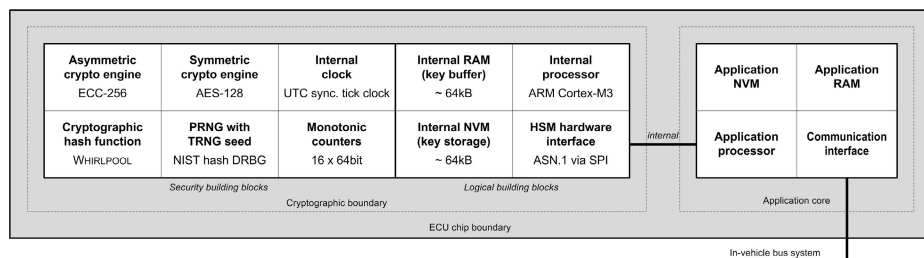 Asymmetric
crypto engine
ECC-256
Symmetric
crypto engine
AES-128
Internal
clock
UTC sync. tick clock
Internal RAM
(key buffer)
~ 64kB
Internal
processor
ARM Cortex-M3
Cryptographic
hash function
WHIRLPOOL
PRNG with
TRNG seed
NIST hash DRBG
Monotonic
counters
16 x 64bit
Internal NVM
(key storage)
~ 64kB
HSM hardware
interface
ASN.1 via SPI
Security building blocks
Logical building blocks
Cryptographic boundary
internal
Application
NVM
Application
RAM
Application
processor
Communication
interface
Application core
ECU chip boundary
In-vehicle bus system